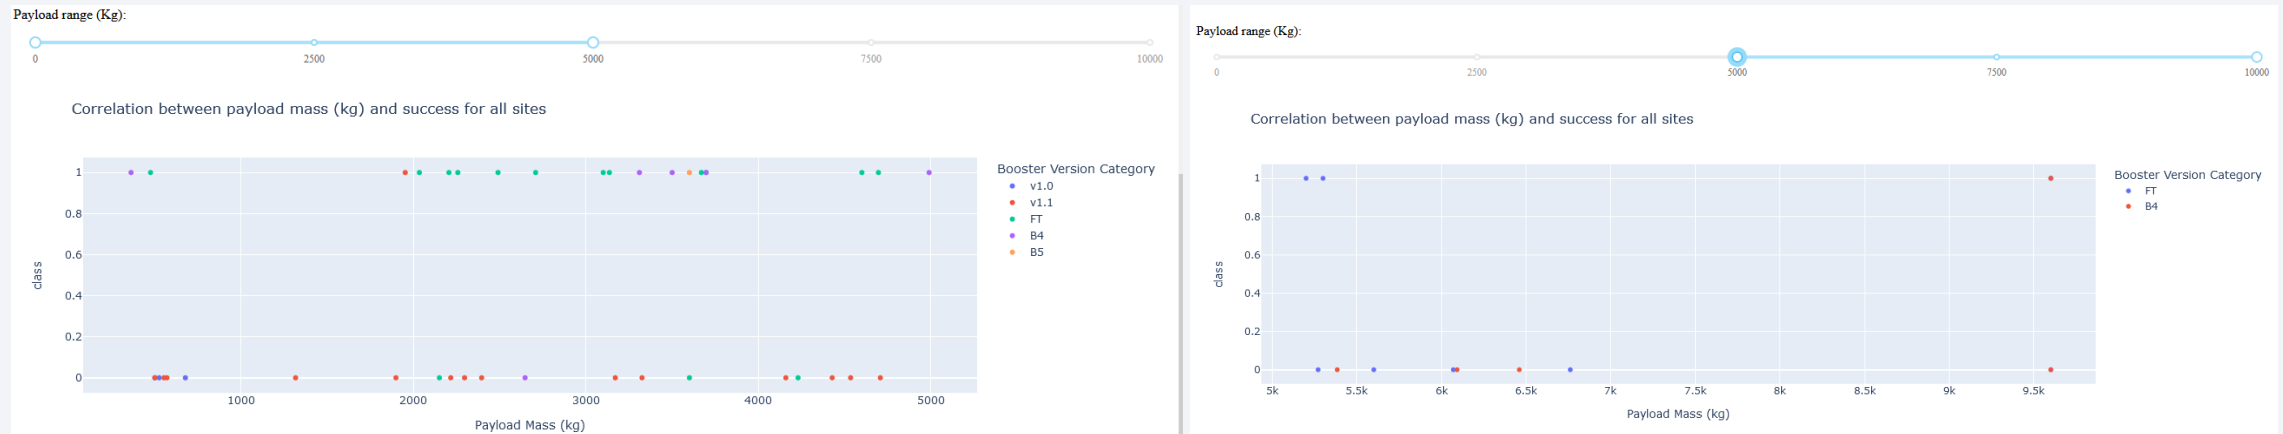 Payload range (Kg):
0 2500 5000 7500 10000
Correlation between payload mass (kg) and success for all sites
Booster Version Category
v1.0
v1.1
FT
B4
B5
class
1
0.8
0.6
0.4
0.2
0
1000 2000 3000 4000 5000
Payload Mass (kg)
Payload range (Kg):
0 2500 5000 7500 10000
Correlation between payload mass (kg) and success for all sites
Booster Version Category
FT
B4
class
1
0.8
0.6
0.4
0.2
0
5k 5.5k 6k 6.5k 7k 7.5k 8k 8.5k 9k 9.5k
Payload Mass (kg)